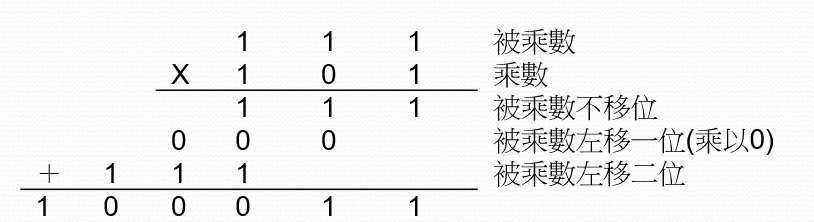 1 1 1 被乘數
X 1 0 1 乘數
1 1 1 被乘數不移位
0 0 0 被乘數左移一位(乘以0)
+ 1 1 1 被乘數左移二位
1 0 0 0 1 1